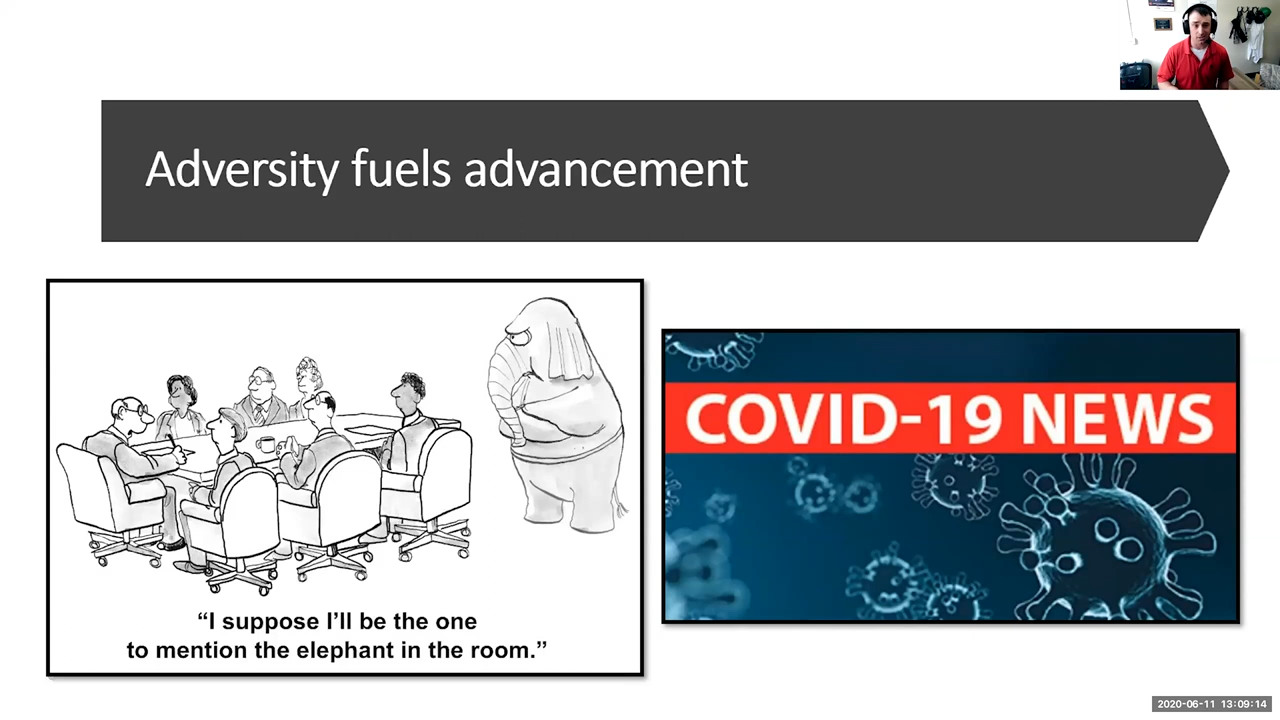 Adversity fuels advancement
“I suppose I’ll be the one
to mention the elephant in the room.”
COVID-19 NEWS
2020-06-11 13:09:14